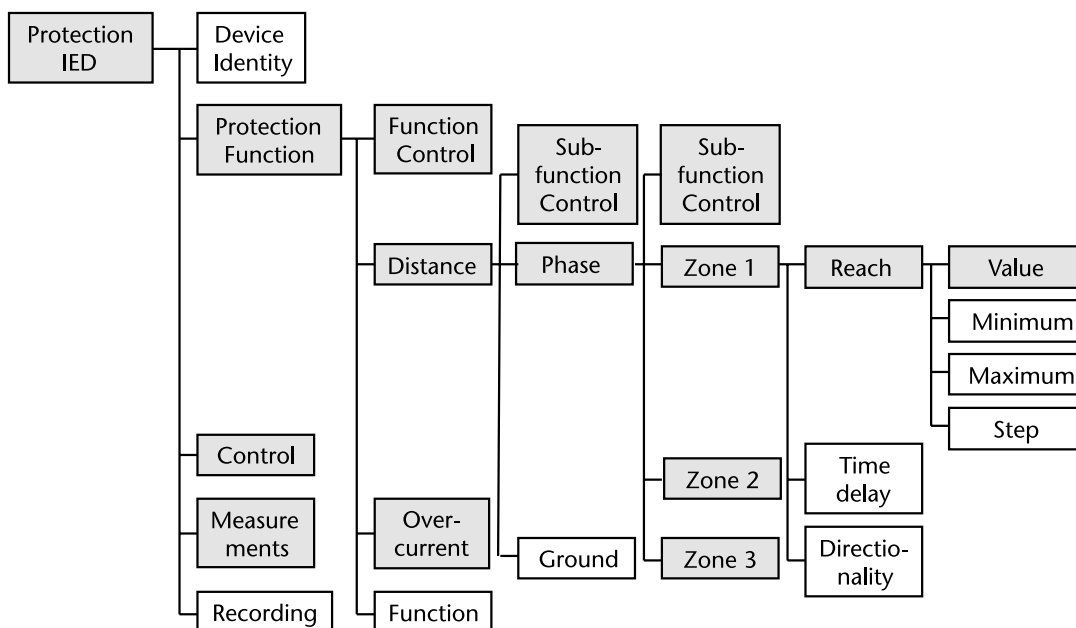 Protection
IED
Device
Identity
Protection
Function
Function
Control
Sub-
function
Control
Sub-
function
Control
Distance
Phase
Zone 1
Reach
Value
Minimum
Maximum
Step
Control
Zone 2
Time
delay
Measure
ments
Over-
current
Ground
Zone 3
Directio-
nality
Recording
Function